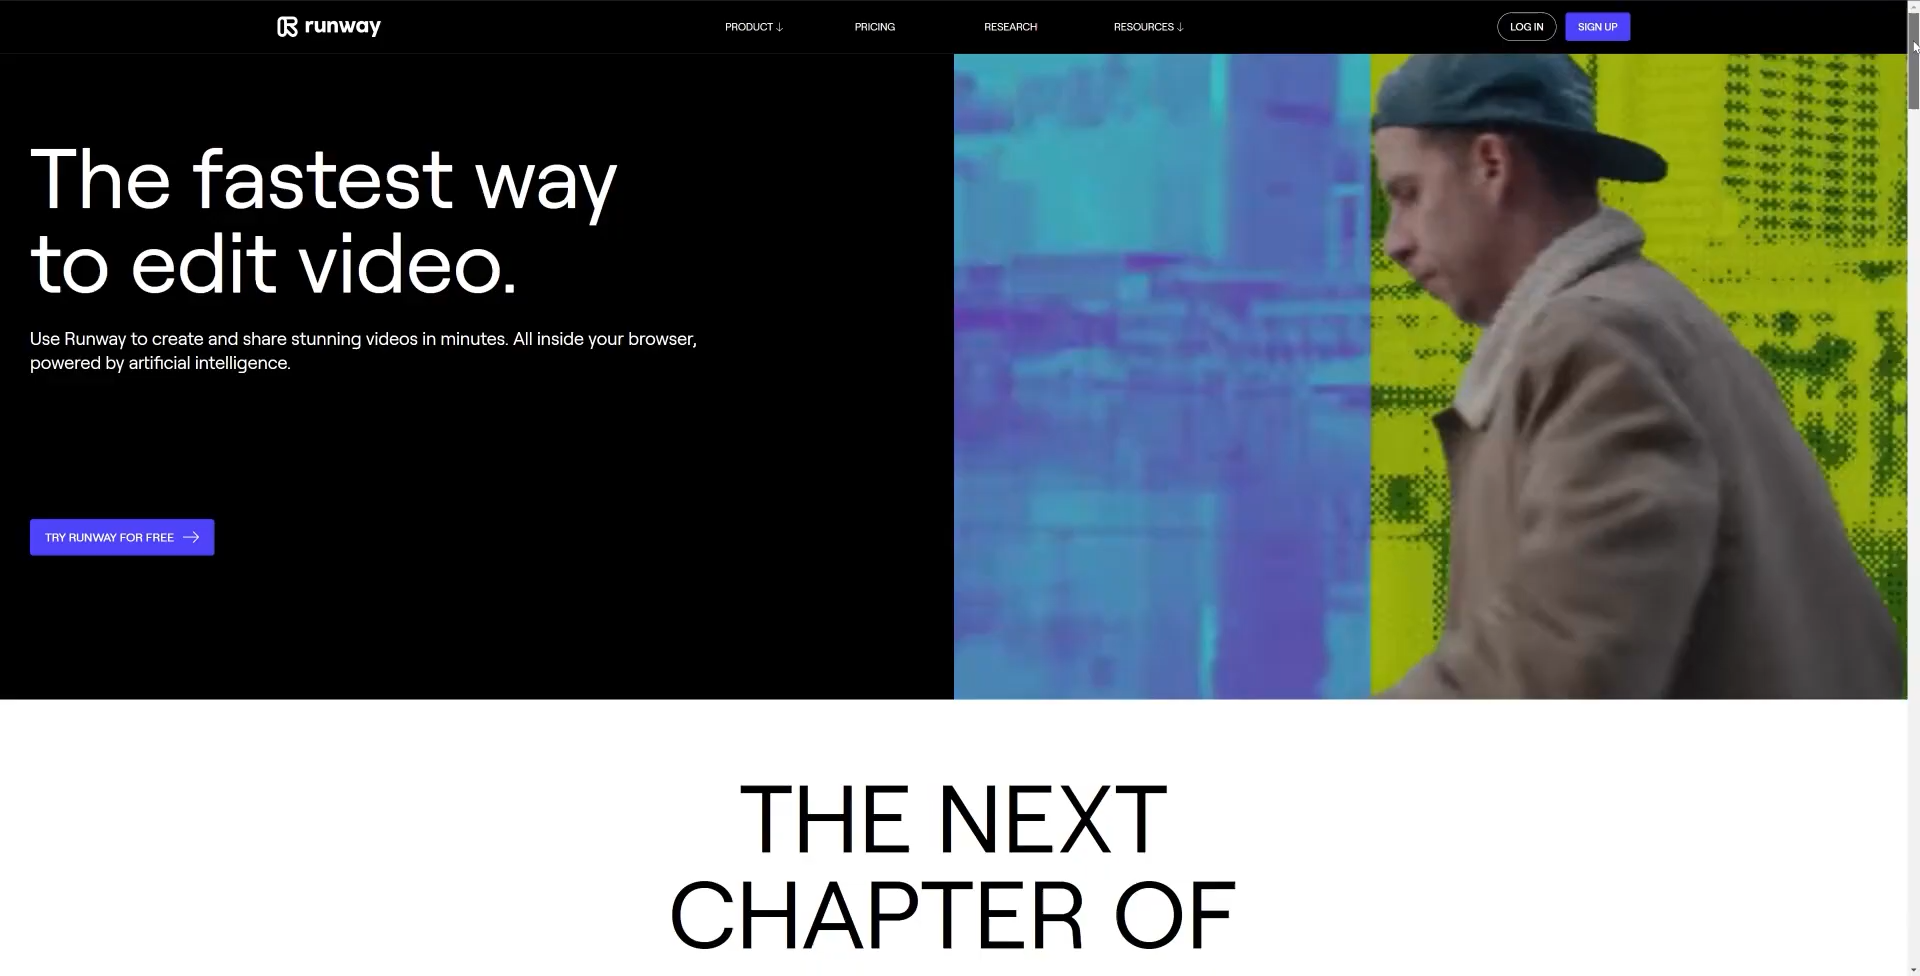 runway
PRODUCT ↓
PRICING
RESEARCH
RESOURCES ↓
LOG IN
SIGN UP
The fastest way
to edit video.
Use Runway to create and share stunning videos in minutes. All inside your browser,
powered by artificial intelligence.
TRY RUNWAY FOR FREE →
THE NEXT
CHAPTER OF